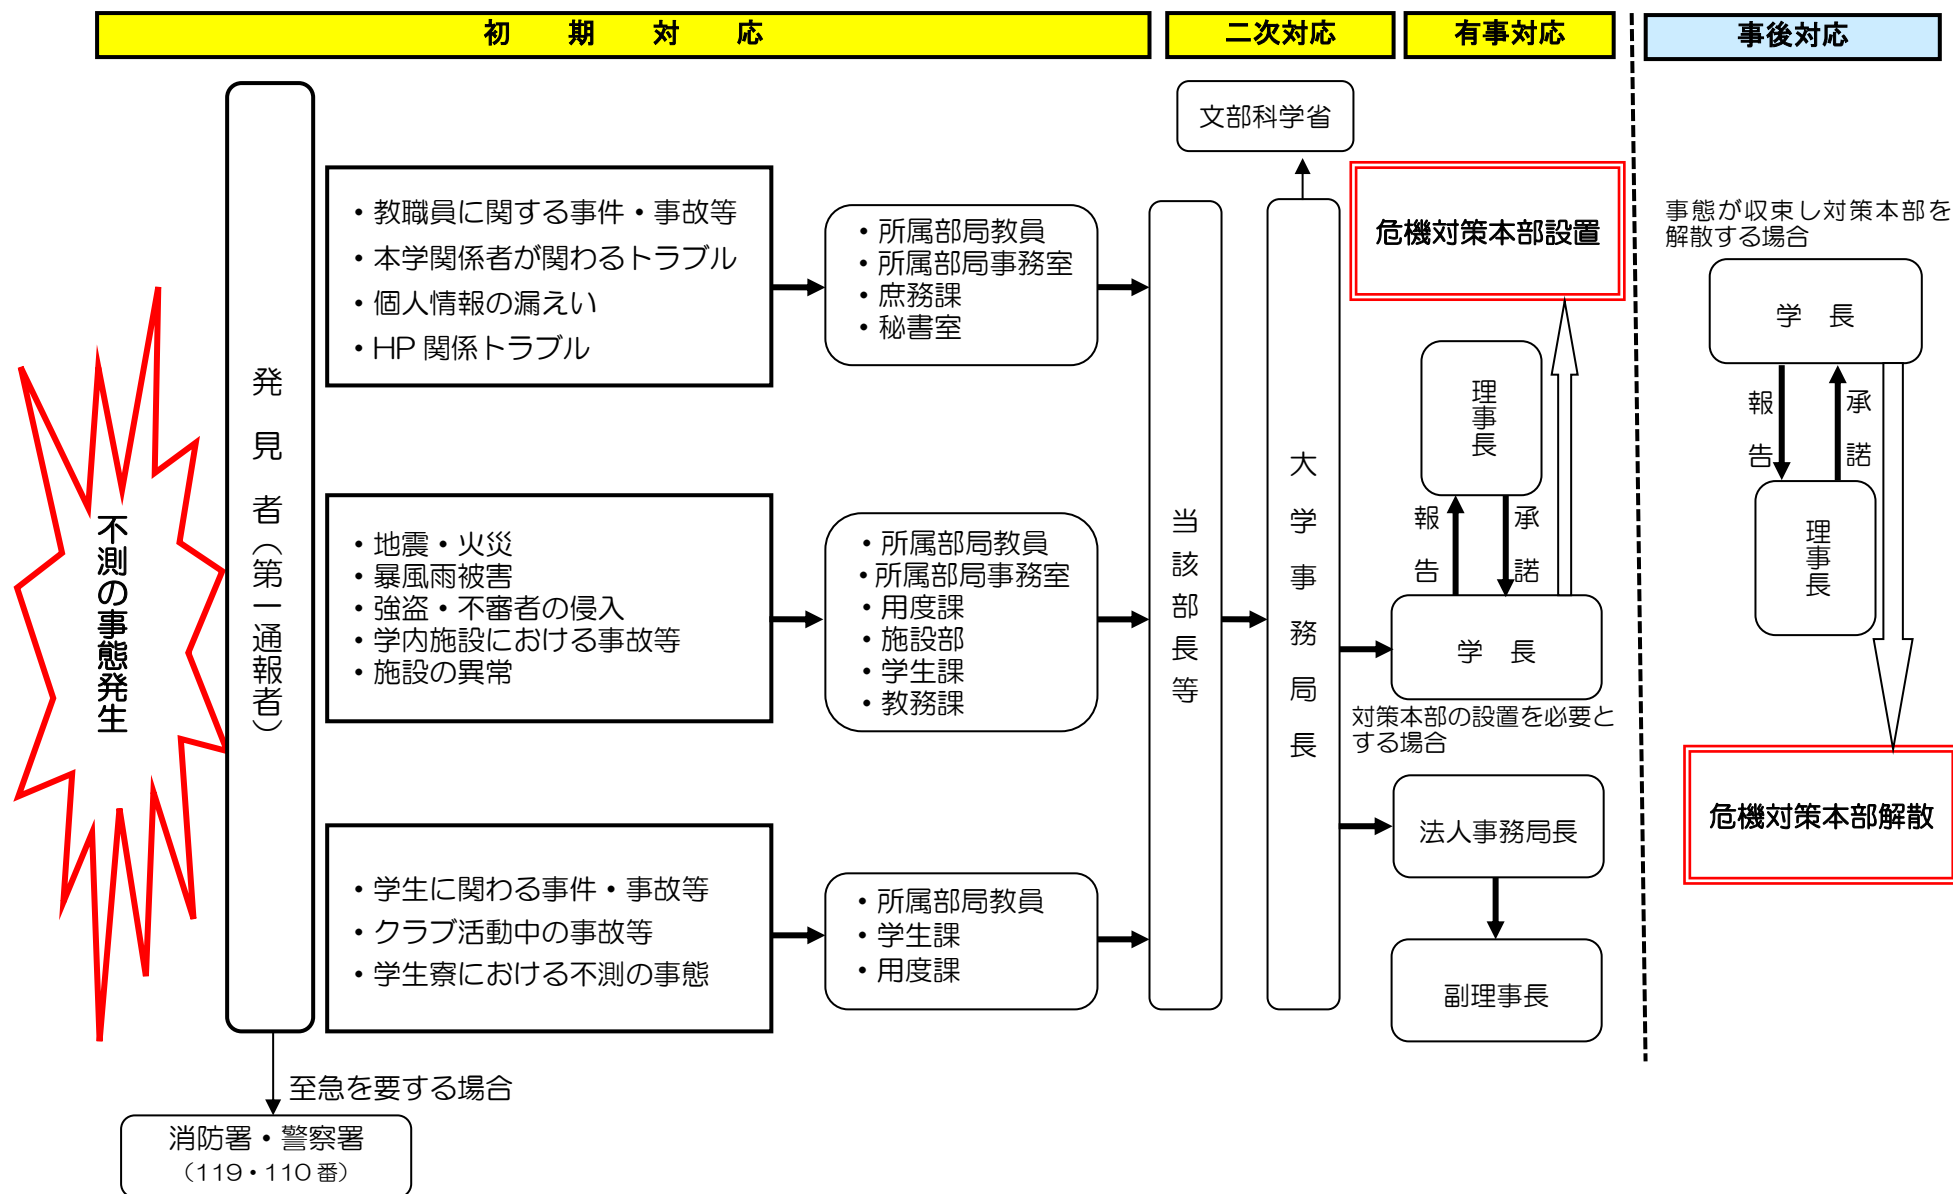 初期対応
二次対応
有事対応
事後対応
不測の事態発生
発見者（第一通報者）
至急を要する場合
消防署・警察署
（119・110番）
・教職員に関する事件・事故等
・本学関係者が関わるトラブル
・個人情報の漏えい
・HP関係トラブル
・所属部局教員
・所属部局事務室
・庶務課
・秘書室
・地震・火災
・暴風雨被害
・強盗・不審者の侵入
・学内施設における事故等
・施設の異常
・所属部局教員
・所属部局事務室
・用度課
・施設部
・学生課
・教務課
・学生に関わる事件・事故等
・クラブ活動中の事故等
・学生寮における不測の事態
・所属部局教員
・学生課
・用度課
当該部長等
大学事務局長
文部科学省
危機対策本部設置
理事長
報告
承諾
学長
対策本部の設置を必要と
する場合
法人事務局長
副理事長
事態が収束し対策本部を
解散する場合
学長
報告
承諾
理事長
危機対策本部解散